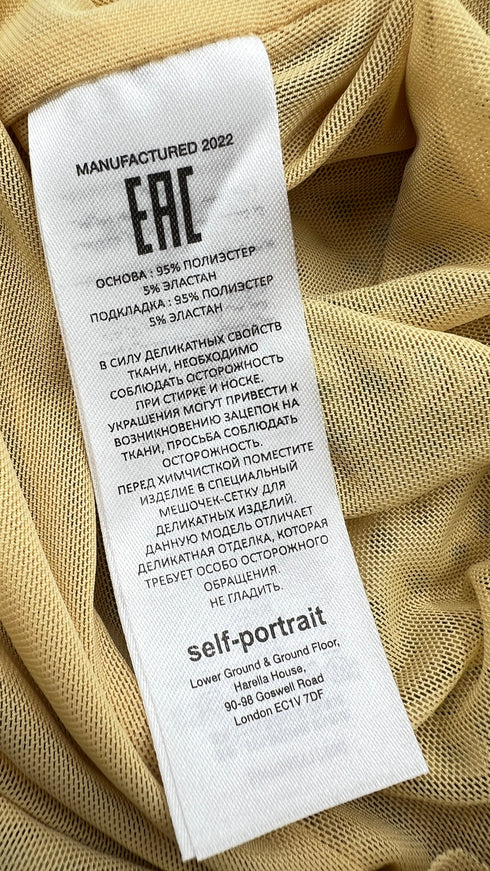 MANUFACTURED 2022
EAC
ОСНОВА : 95% ПОЛИЭСТЕР
5% ЭЛАСТАН
ПОДКЛАДКА : 95% ПОЛИЭСТЕР
5% ЭЛАСТАН
В СИЛУ ДЕЛИКАТНЫХ СВОЙСТВ
ТКАНИ, НЕОБХОДИМО
СОБЛЮДАТЬ ОСТОРОЖНОСТЬ
ПРИ СТИРКЕ И НОСКЕ.
УКРАШЕНИЯ МОГУТ ПРИВЕСТИ К
ВОЗНИКНОВЕНИЮ ЗАЦЕПОК НА
ТКАНИ, ПРОСЬБА СОБЛЮДАТЬ
ОСТОРОЖНОСТЬ.
ПЕРЕД ХИМЧИСТКОЙ ПОМЕСТИТЕ
ИЗДЕЛИЕ В СПЕЦИАЛЬНЫЙ
МЕШОЧЕК-СЕТКУ ДЛЯ
ДЕЛИКАТНЫХ ИЗДЕЛИЙ.
ДАННУЮ МОДЕЛЬ ОТЛИЧАЕТ
ДЕЛИКАТНАЯ ОТДЕЛКА, КОТОРАЯ
ТРЕБУЕТ ОСОБО ОСТОРОЖНОГО
ОБРАЩЕНИЯ.
НЕ ГЛАДИТЬ.
self-portrait
Lower Ground & Ground Floor,
Harella House,
90-98 Goswell Road
London EC1V 7DF